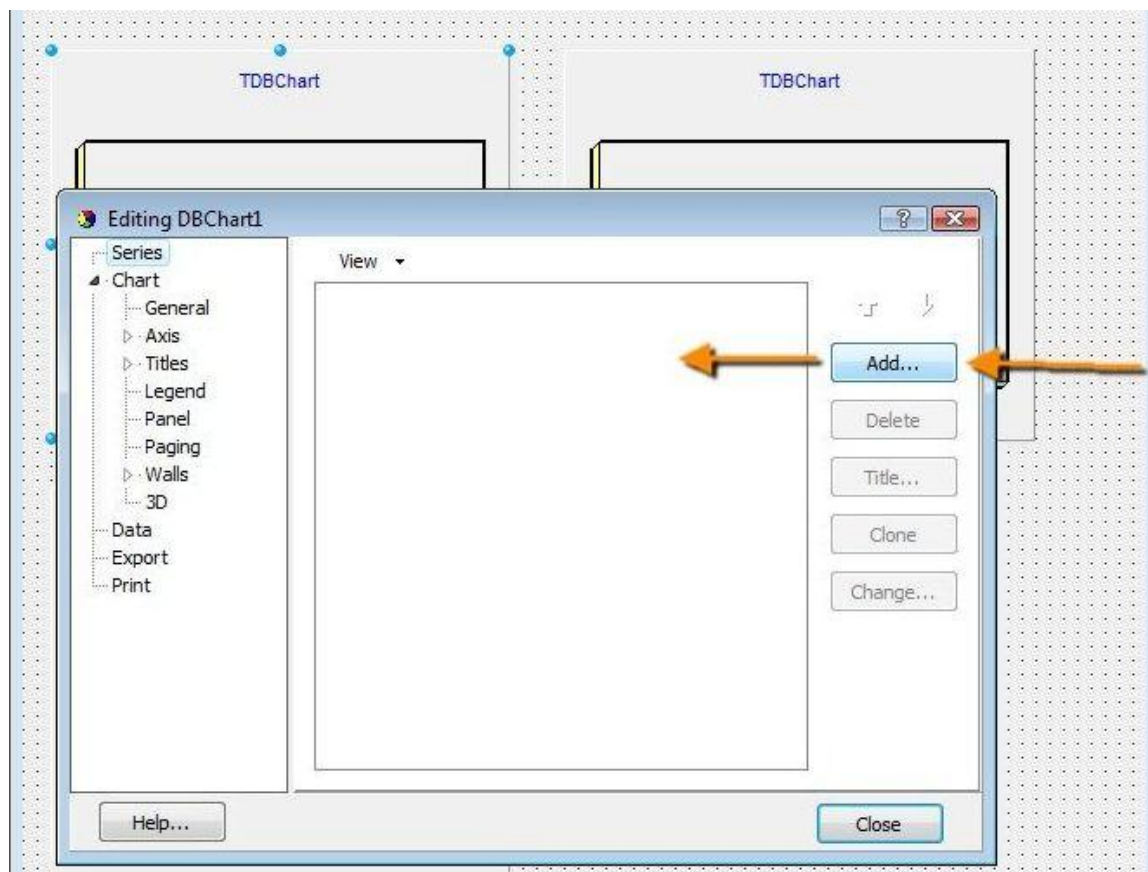 TDBChart
TDBChart
Editing DBChart1
Series
Chart
General
Axis
Titles
Legend
Panel
Paging
Walls
3D
Data
Export
Print
View
Add...
Delete
Title...
Clone
Change...
Help...
Close